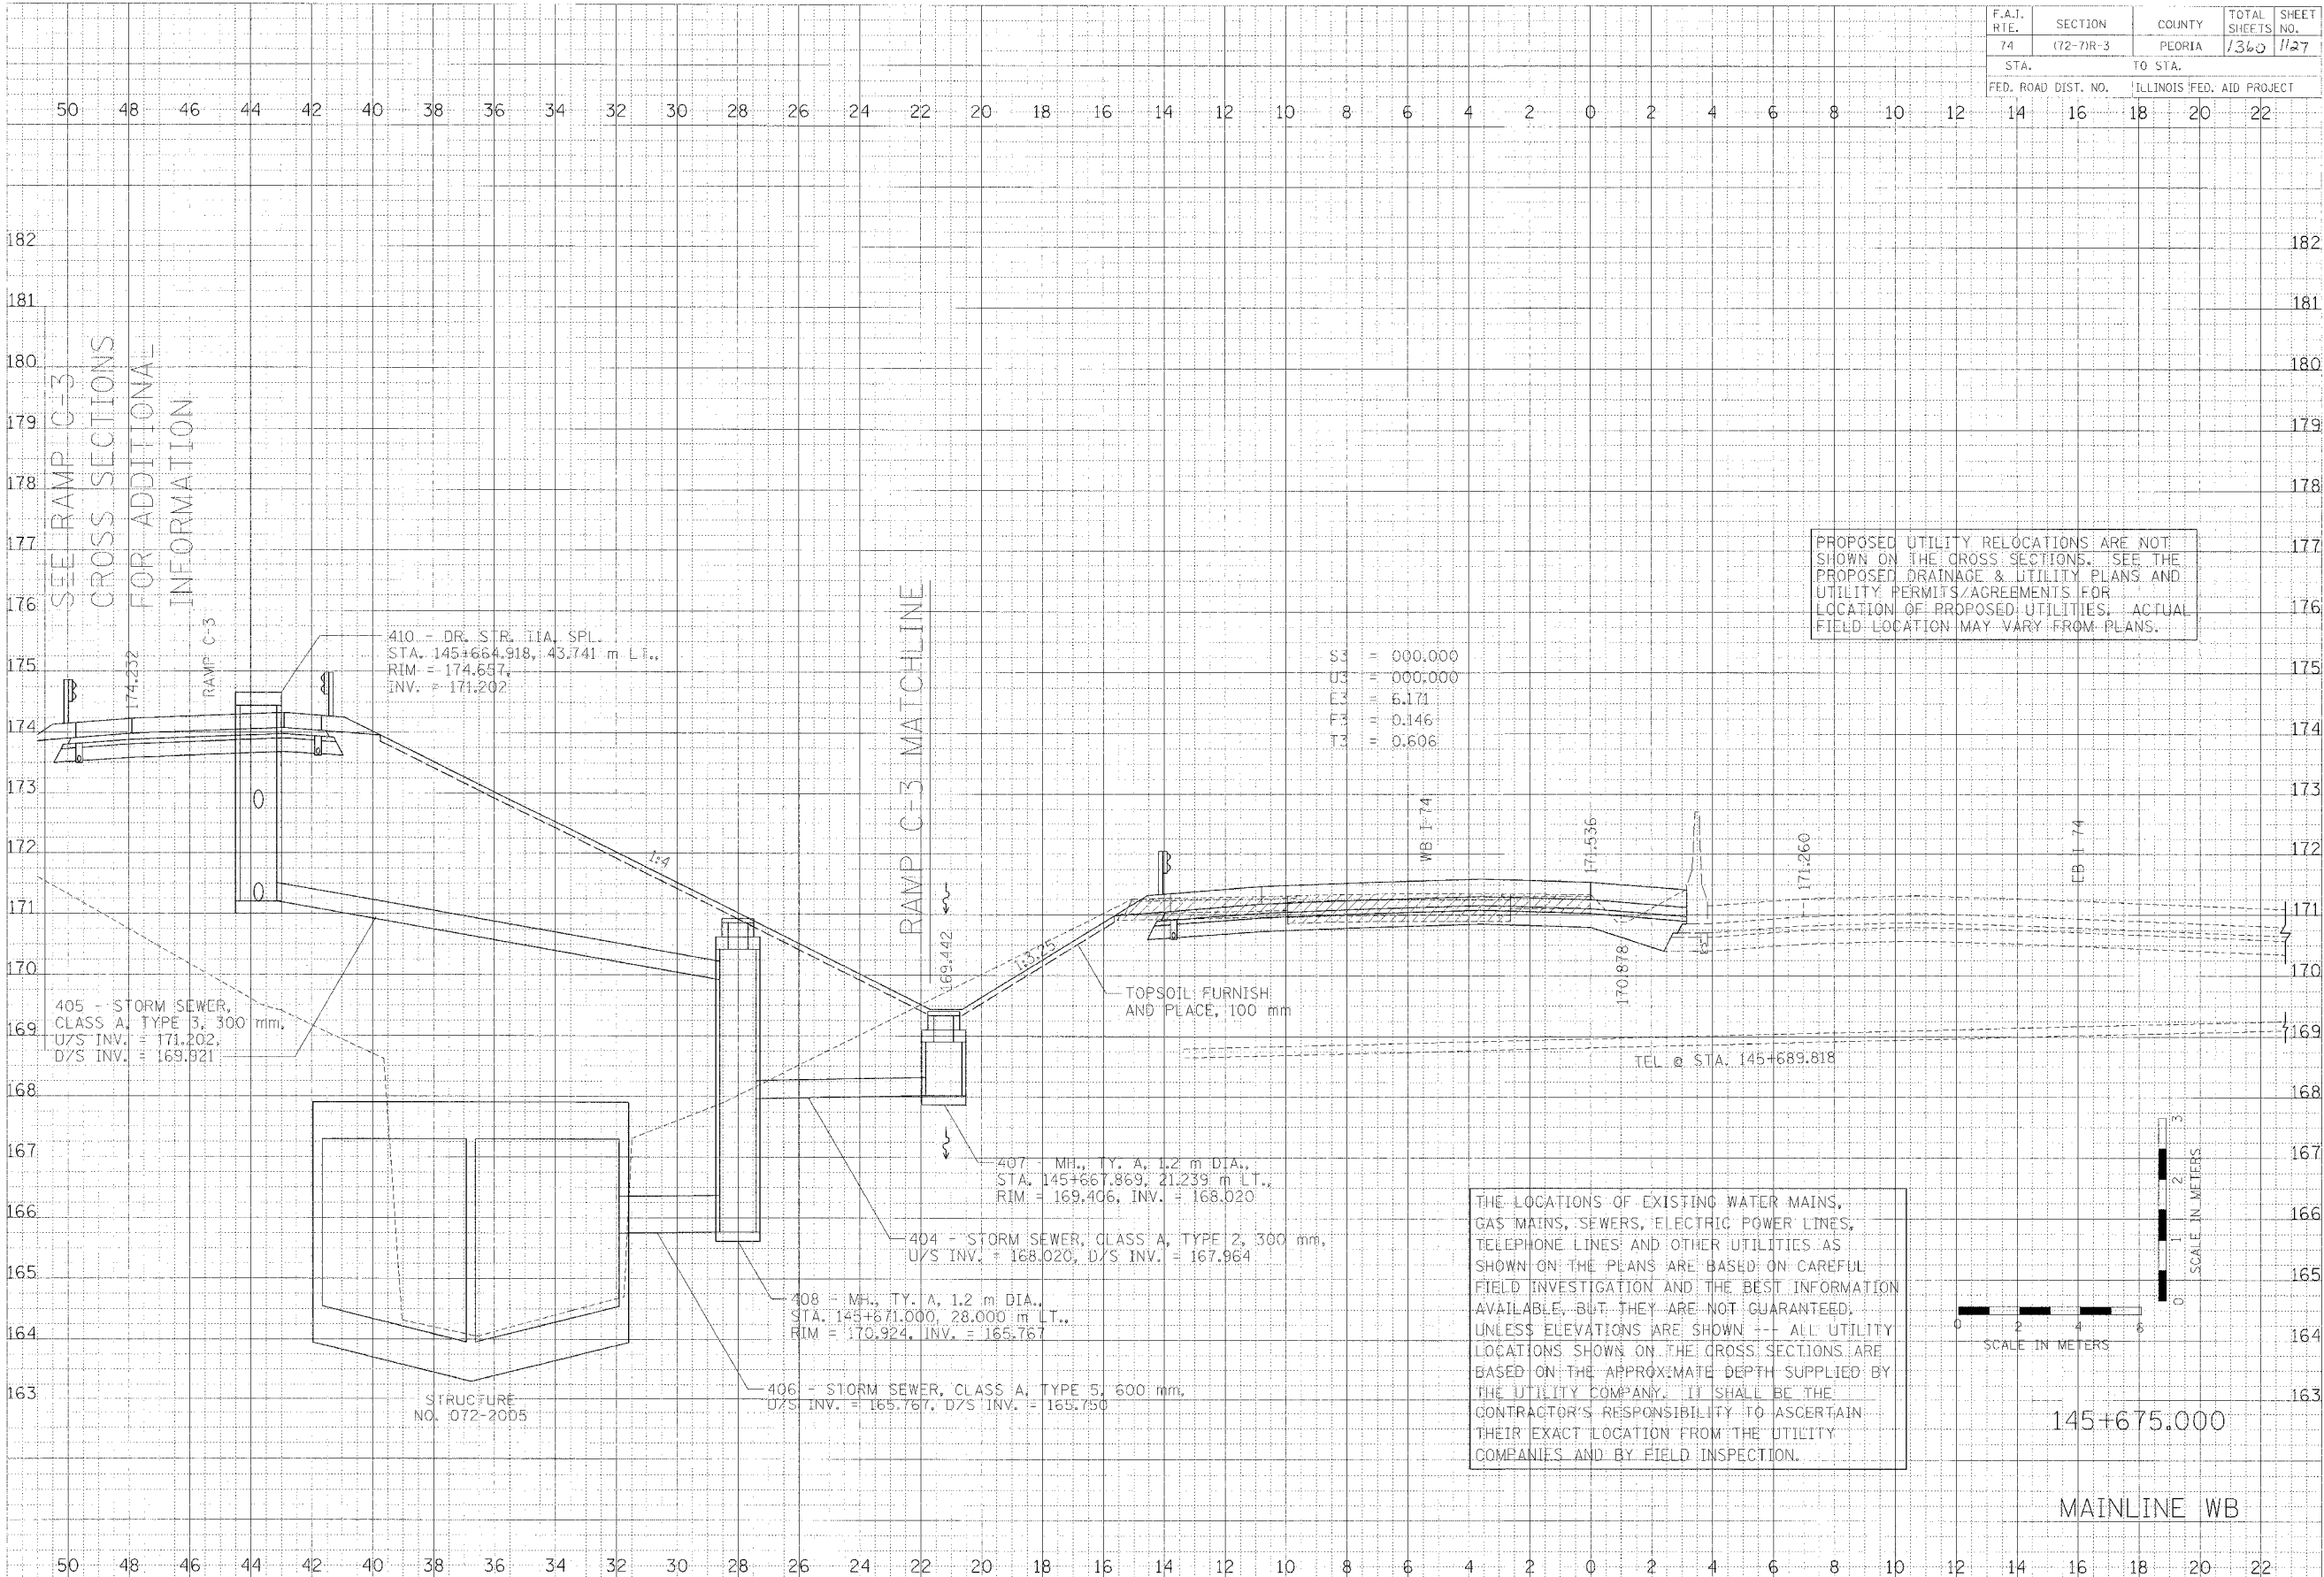 F.A.I. RTE. SECTION COUNTY TOTAL SHEETS SHEET NO.
74 (72-7)R-3 PEORIA 1360 1127
STA. TO STA.
FED. ROAD DIST. NO. ILLINOIS FED. AID PROJECT
50 48 46 44 42 40 38 36 34 32 30 28 26 24 22 20 18 16 14 12 10 8 6 4 2 0 2 4 6 8 10 12 14 16 18 20 22
182 182
181 181
180 180
179 179
178 178
177 177
176 176
175 175
174 174
173 173
172 172
171 171
170 170
169 169
168 168
167 167
166 166
165 165
164 164
163 163
SEE RAMP C-3
CROSS SECTIONS
FOR ADDITIONAL
INFORMATION
174.232
RAMP C-3
410 - DR. STR. T1A, SPL.
STA. 145+664.918, 43.741 m LT.,
RIM = 174.657,
INV. = 171.202
1:4
RAMP C-3 MATCHLINE
169.442
1:3.25
TOPSOIL FURNISH
AND PLACE, 100 mm
S3 = 000.000
U3 = 000.000
E3 = 6.171
F3 = 0.146
T3 = 0.606
WB I-74
171.536
170.878
171.260
EB I-74
PROPOSED UTILITY RELOCATIONS ARE NOT
SHOWN ON THE CROSS SECTIONS. SEE THE
PROPOSED DRAINAGE & UTILITY PLANS AND
UTILITY PERMITS/AGREEMENTS FOR
LOCATION OF PROPOSED UTILITIES. ACTUAL
FIELD LOCATION MAY VARY FROM PLANS.
TEL @ STA. 145+689.818
405 - STORM SEWER,
CLASS A, TYPE 3, 300 mm,
U/S INV. = 171.202,
D/S INV. = 169.921
407 - MH., TY. A, 1.2 m DIA.,
STA. 145+667.869, 21.239 m LT.,
RIM = 169.406, INV. = 168.020
404 - STORM SEWER, CLASS A, TYPE 2, 300 mm,
U/S INV. = 168.020, D/S INV. = 167.964
408 - MH., TY. A, 1.2 m DIA.,
STA. 145+671.000, 28.000 m LT.,
RIM = 170.924, INV. = 165.767
406 - STORM SEWER, CLASS A, TYPE 5, 600 mm,
U/S INV. = 165.767, D/S INV. = 165.750
STRUCTURE
NO. 072-2005
THE LOCATIONS OF EXISTING WATER MAINS,
GAS MAINS, SEWERS, ELECTRIC POWER LINES,
TELEPHONE LINES AND OTHER UTILITIES AS
SHOWN ON THE PLANS ARE BASED ON CAREFUL
FIELD INVESTIGATION AND THE BEST INFORMATION
AVAILABLE, BUT THEY ARE NOT GUARANTEED.
UNLESS ELEVATIONS ARE SHOWN --- ALL UTILITY
LOCATIONS SHOWN ON THE CROSS SECTIONS ARE
BASED ON THE APPROXIMATE DEPTH SUPPLIED BY
THE UTILITY COMPANY. IT SHALL BE THE
CONTRACTOR'S RESPONSIBILITY TO ASCERTAIN
THEIR EXACT LOCATION FROM THE UTILITY
COMPANIES AND BY FIELD INSPECTION.
0 1 2 3
SCALE IN METERS
0 2 4 6
SCALE IN METERS
145+675.000
MAINLINE WB
50 48 46 44 42 40 38 36 34 32 30 28 26 24 22 20 18 16 14 12 10 8 6 4 2 0 2 4 6 8 10 12 14 16 18 20 22